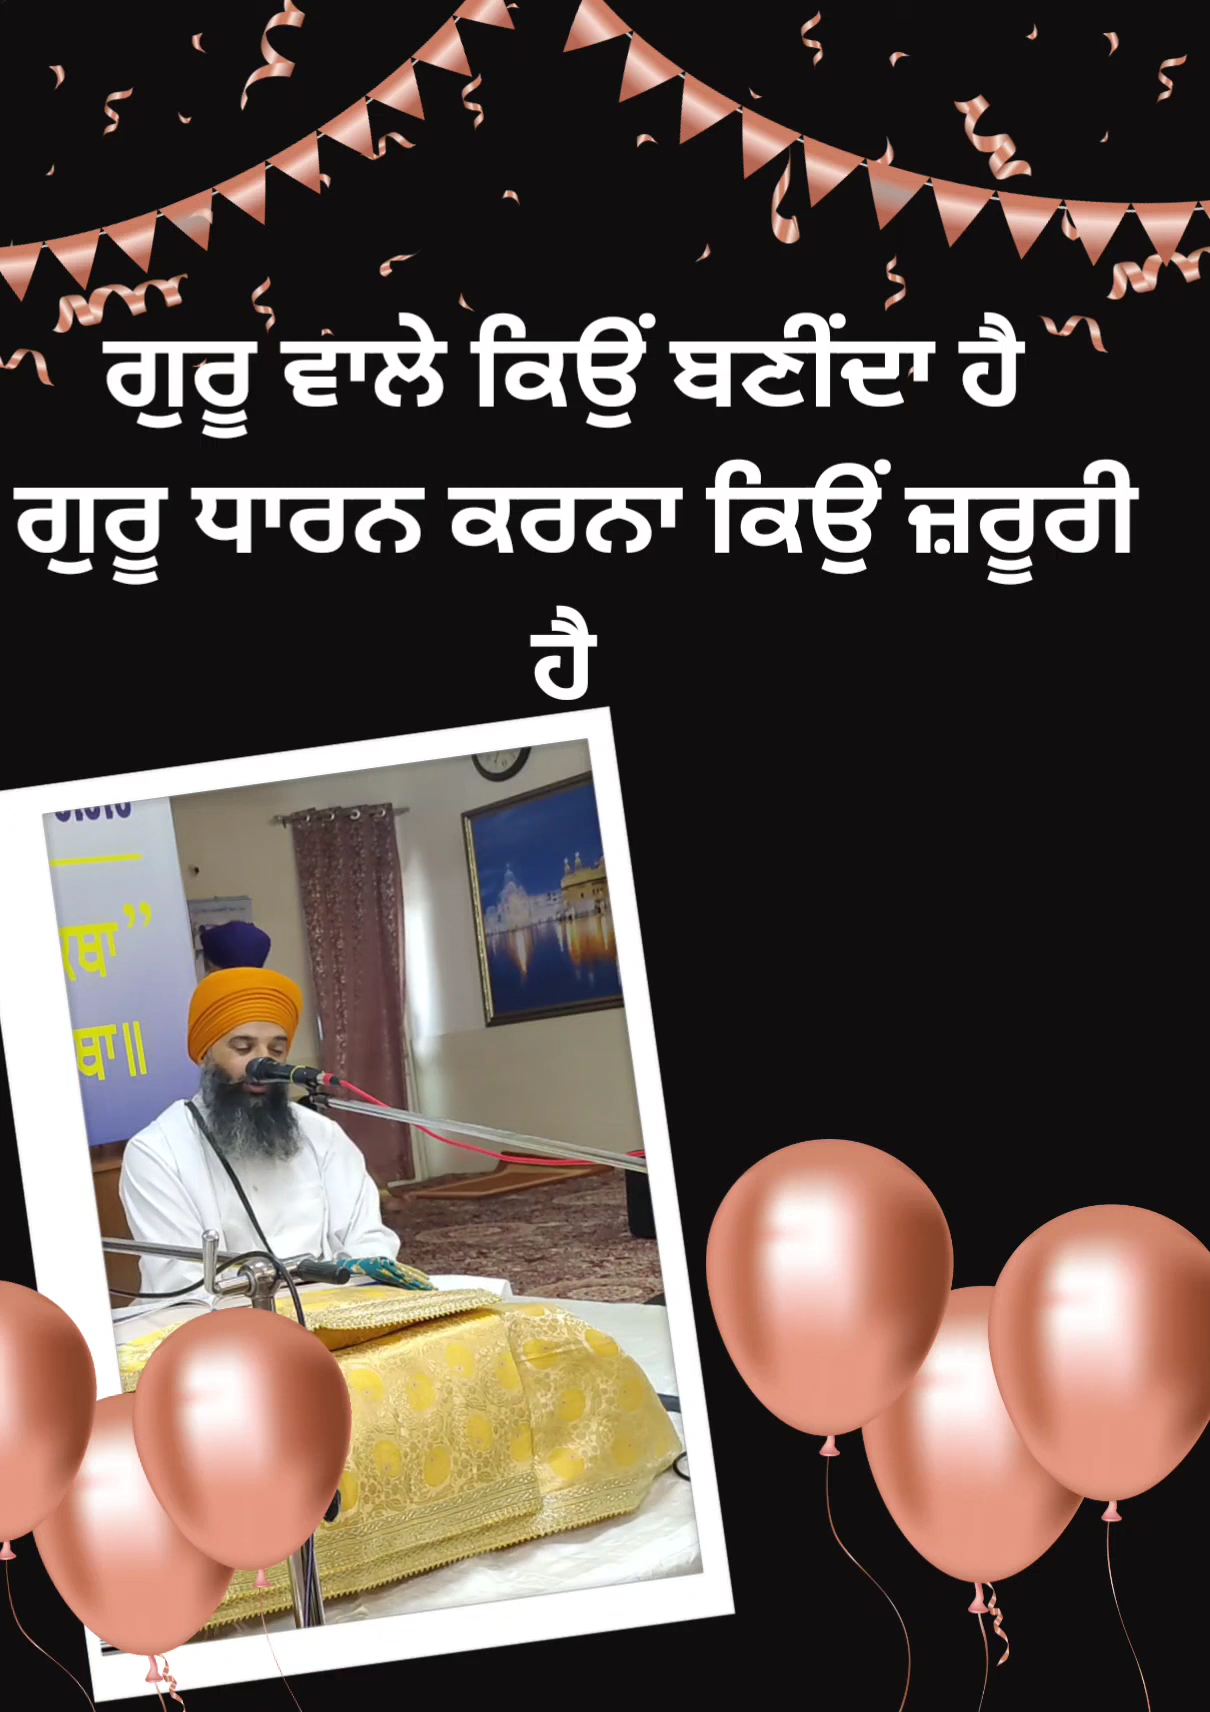 ਗੁਰੂ ਵਾਲੇ ਕਿਉਂ ਬਣੀਂਦਾ ਹੈ
ਗੁਰੂ ਧਾਰਨ ਕਰਨਾ ਕਿਉਂ ਜ਼ਰੂਰੀ
ਹੈ